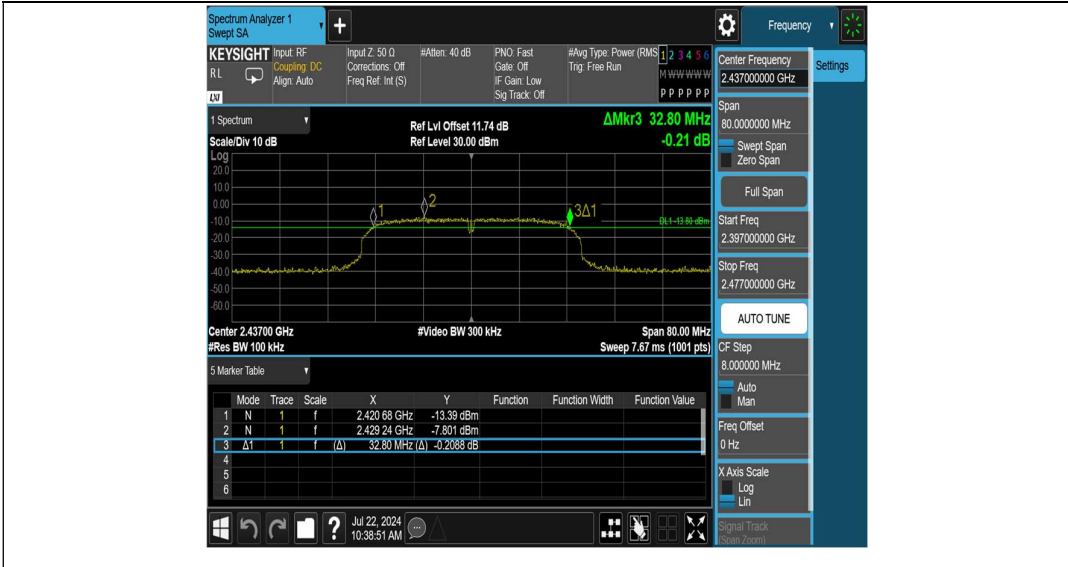 Spectrum Analyzer 1
Swept SA
+
Frequency
KEYSIGHT
RL
LXI
Input: RF
Coupling: DC
Align: Auto
Input Z: 50 Ω
Corrections: Off
Freq Ref: Int (S)
#Atten: 40 dB
PNO: Fast
Gate: Off
IF Gain: Low
Sig Track: Off
#Avg Type: Power (RMS
Trig: Free Run
1 2 3 4 5 6
M W W W W W
P P P P P P
1 Spectrum
Scale/Div 10 dB
Ref Lvl Offset 11.74 dB
Ref Level 30.00 dBm
ΔMkr3 32.80 MHz
-0.21 dB
Log
20.0
10.0
0.00
-10.0
-20.0
-30.0
-40.0
-50.0
-60.0
1
2
3Δ1
DL1 -13.80 dBm
Center 2.43700 GHz
#Res BW 100 kHz
#Video BW 300 kHz
Span 80.00 MHz
Sweep 7.67 ms (1001 pts)
5 Marker Table
Mode Trace Scale X Y Function Function Width Function Value
1 N 1 f 2.420 68 GHz -13.39 dBm
2 N 1 f 2.429 24 GHz -7.801 dBm
3 Δ1 1 f (Δ) 32.80 MHz (Δ) -0.2088 dB
4
5
6
?
Jul 22, 2024
10:38:51 AM
Center Frequency
2.437000000 GHz
Settings
Span
80.0000000 MHz
Swept Span
Zero Span
Full Span
Start Freq
2.397000000 GHz
Stop Freq
2.477000000 GHz
AUTO TUNE
CF Step
8.000000 MHz
Auto
Man
Freq Offset
0 Hz
X Axis Scale
Log
Lin
Signal Track
(Span Zoom)